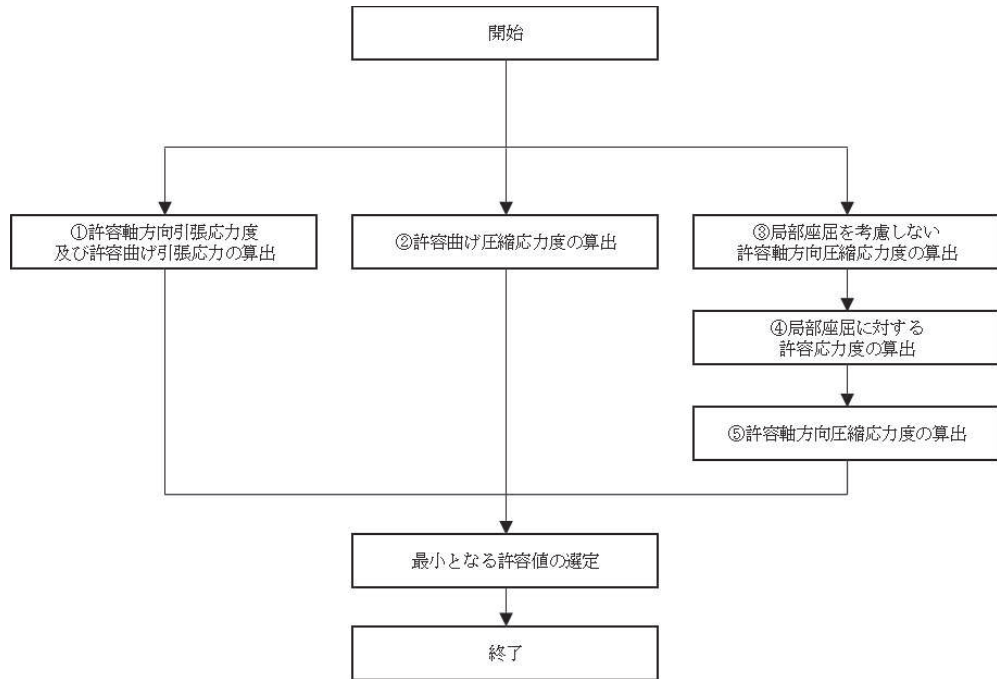 開始
①許容軸方向引張応力度
及び許容曲げ引張応力の算出
②許容曲げ圧縮応力度の算出
③局部座屈を考慮しない
許容軸方向圧縮応力度の算出
④局部座屈に対する
許容応力度の算出
⑤許容軸方向圧縮応力度の算出
最小となる許容値の選定
終了